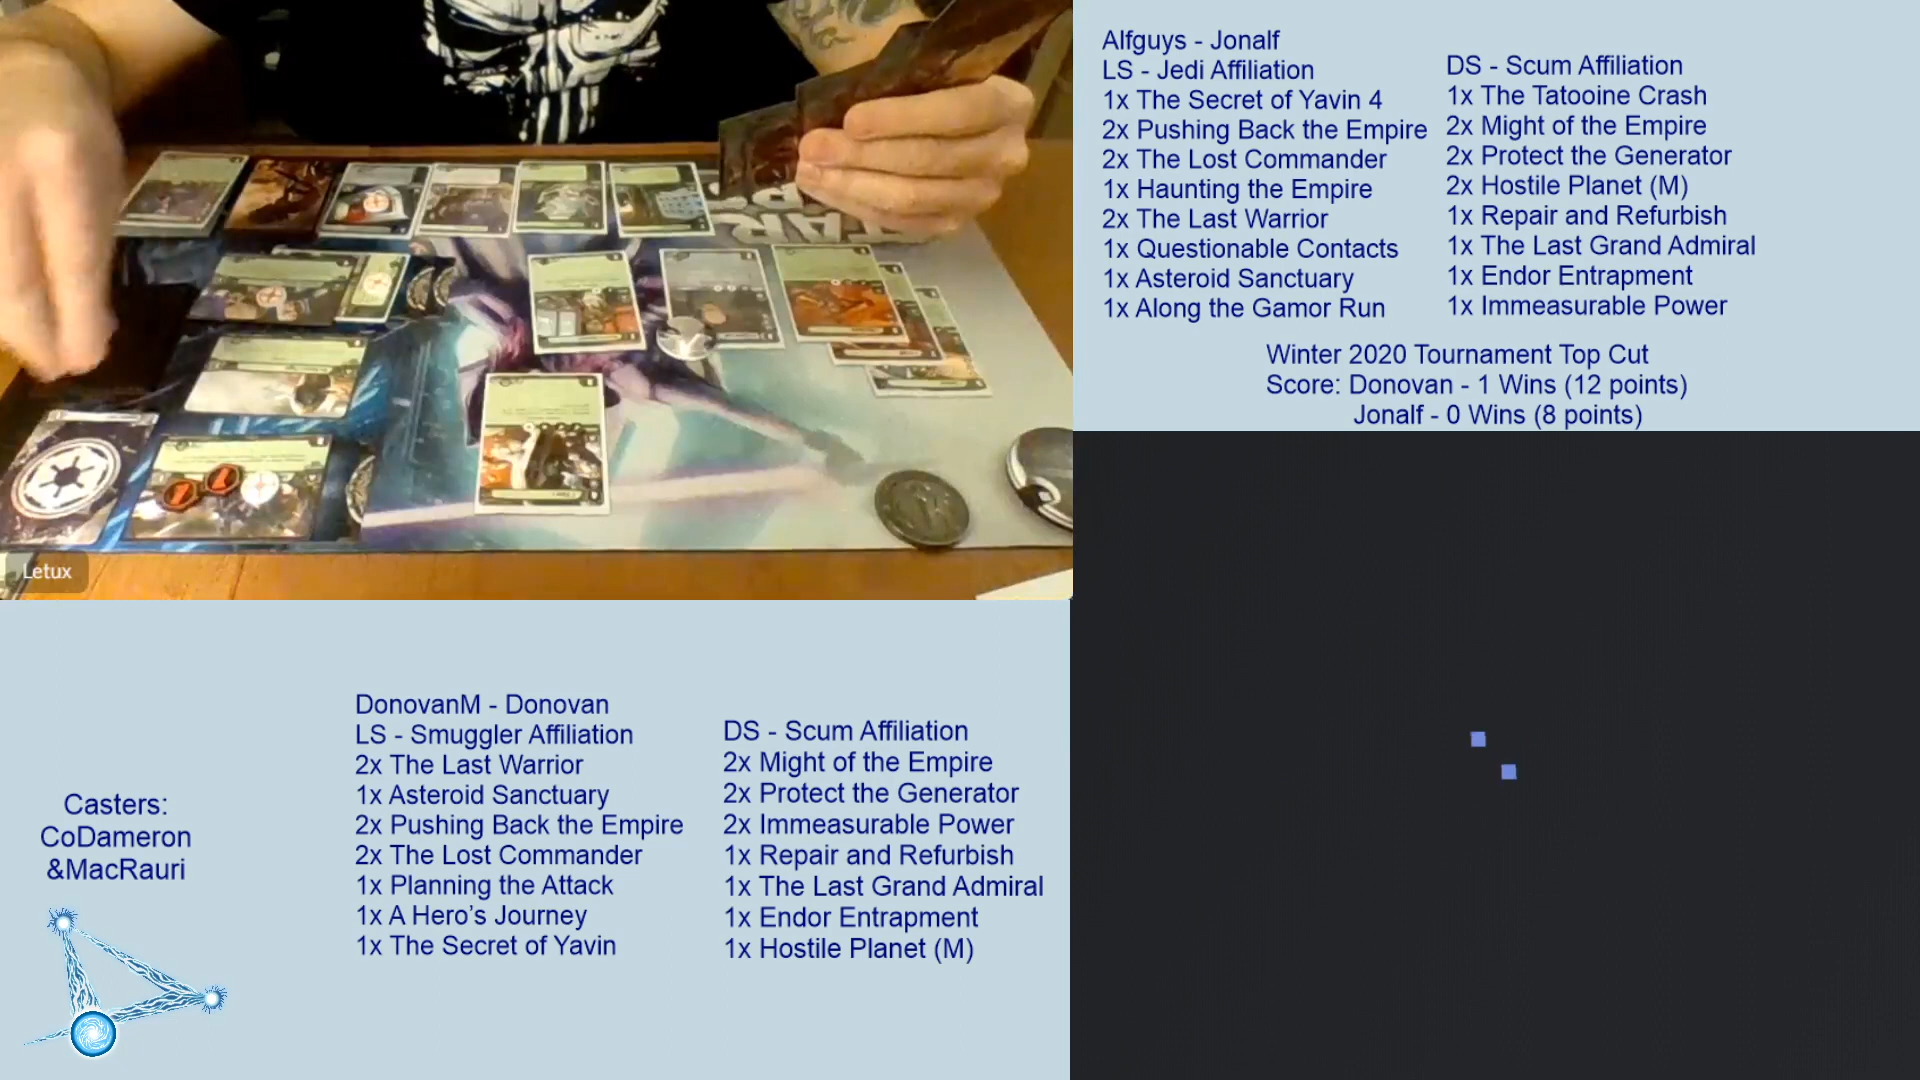 Alfguys - Jonalf
LS - Jedi Affiliation
1x The Secret of Yavin 4
2x Pushing Back the Empire
2x The Lost Commander
1x Haunting the Empire
2x The Last Warrior
1x Questionable Contacts
1x Asteroid Sanctuary
1x Along the Gamor Run
DS - Scum Affiliation
1x The Tatooine Crash
2x Might of the Empire
2x Protect the Generator
2x Hostile Planet (M)
1x Repair and Refurbish
1x The Last Grand Admiral
1x Endor Entrapment
1x Immeasurable Power
Winter 2020 Tournament Top Cut
Score: Donovan - 1 Wins (12 points)
Jonalf - 0 Wins (8 points)
Letux
Casters:
CoDameron
&MacRauri
DonovanM - Donovan
LS - Smuggler Affiliation
2x The Last Warrior
1x Asteroid Sanctuary
2x Pushing Back the Empire
2x The Lost Commander
1x Planning the Attack
1x A Hero's Journey
1x The Secret of Yavin
DS - Scum Affiliation
2x Might of the Empire
2x Protect the Generator
2x Immeasurable Power
1x Repair and Refurbish
1x The Last Grand Admiral
1x Endor Entrapment
1x Hostile Planet (M)